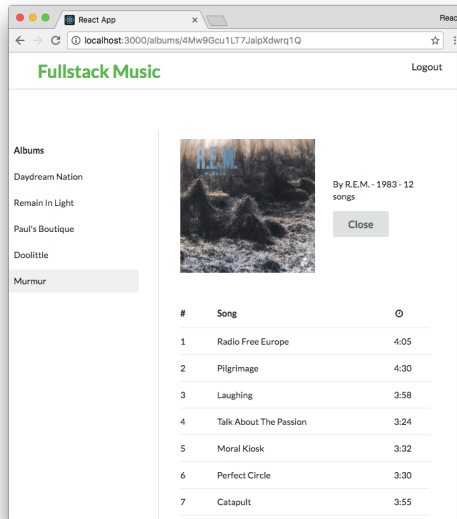 React App
Reac
localhost:3000/albums/4Mw9Gcu1LT7JaipXdwrq1Q
Fullstack Music
Logout
Albums
Daydream Nation
Remain In Light
Paul's Boutique
Doolittle
Murmur
R.E.M.
By R.E.M. - 1983 - 12
songs
Close
# Song
1 Radio Free Europe 4:05
2 Pilgrimage 4:30
3 Laughing 3:58
4 Talk About The Passion 3:24
5 Moral Kiosk 3:32
6 Perfect Circle 3:30
7 Catapult 3:55